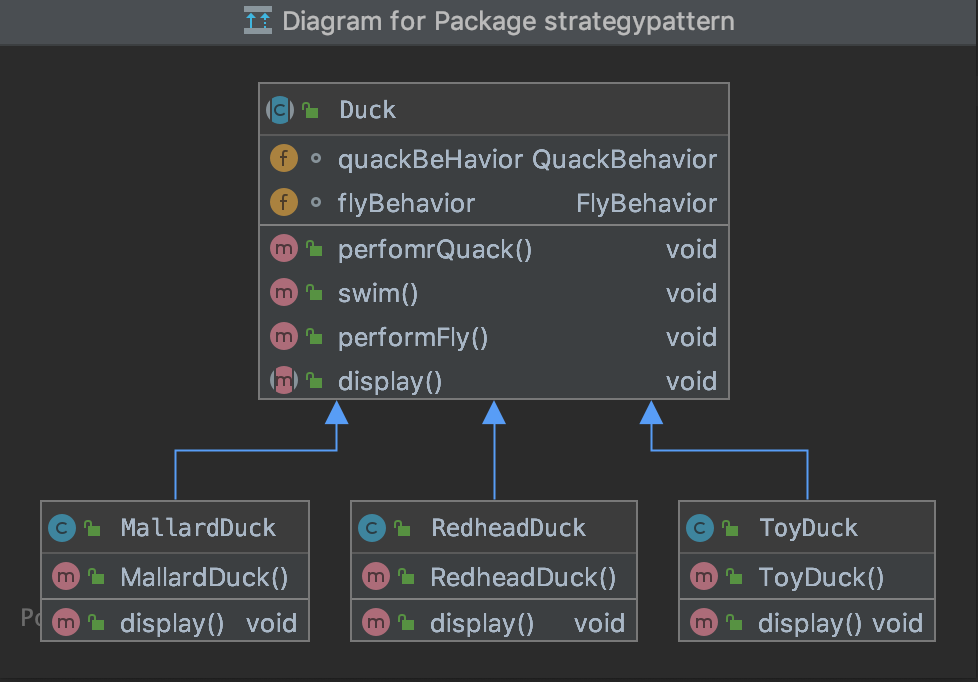 Diagram for Package strategypattern
C Duck
f quackBeHavior QuackBehavior
f flyBehavior FlyBehavior
m perfomrQuack() void
m swim() void
m performFly() void
m display() void
C MallardDuck
m MallardDuck()
m display() void
C RedheadDuck
m RedheadDuck()
m display() void
C ToyDuck
m ToyDuck()
m display() void